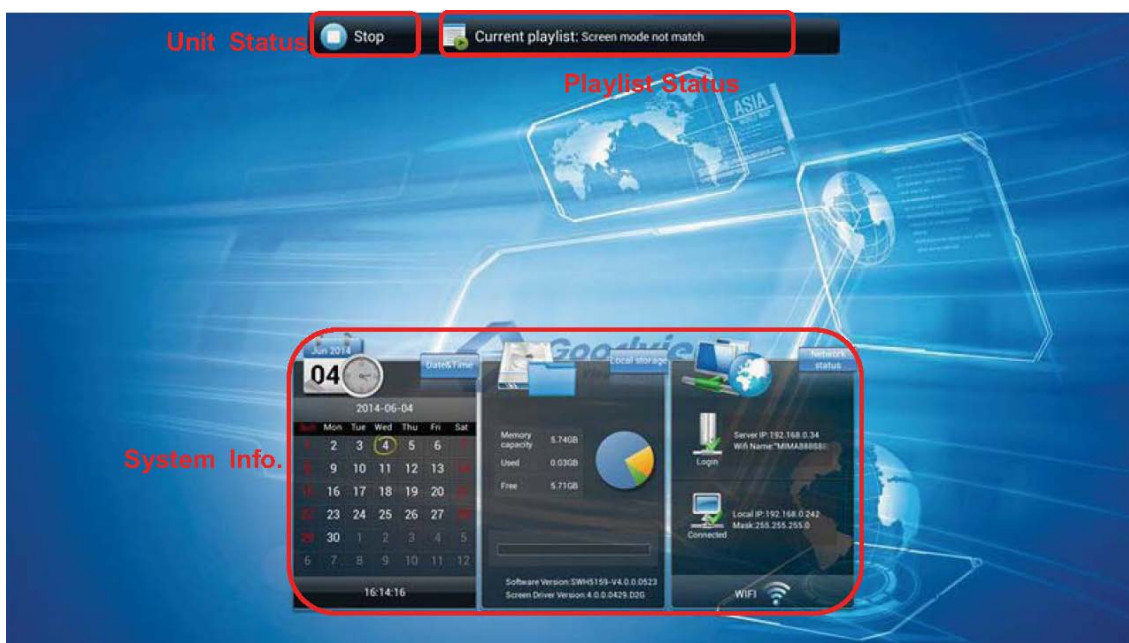 Unit Status
Stop
Current playlist: Screen mode not match
Playlist Status
ASIA
System Info.
Jun 2014
04
Date&Time
2014-06-04
Sun Mon Tue Wed Thu Fri Sat
1 2 3 4 5 6 7
8 9 10 11 12 13 14
15 16 17 18 19 20 21
22 23 24 25 26 27 28
29 30 1 2 3 4 5
6 7 8 9 10 11 12
16:14:16
Goodview
Local storage
Memory capacity 5.74GB
Used 0.03GB
Free 5.71GB
Software Version:SWH5159-V4.0.0.0523
Screen Driver Version:4.0.0.0429.D2G
Network
status
Server IP:192.168.0.34
Login
Local IP:192.168.0.242
Mask:255.255.255.0
Connected
WIFI